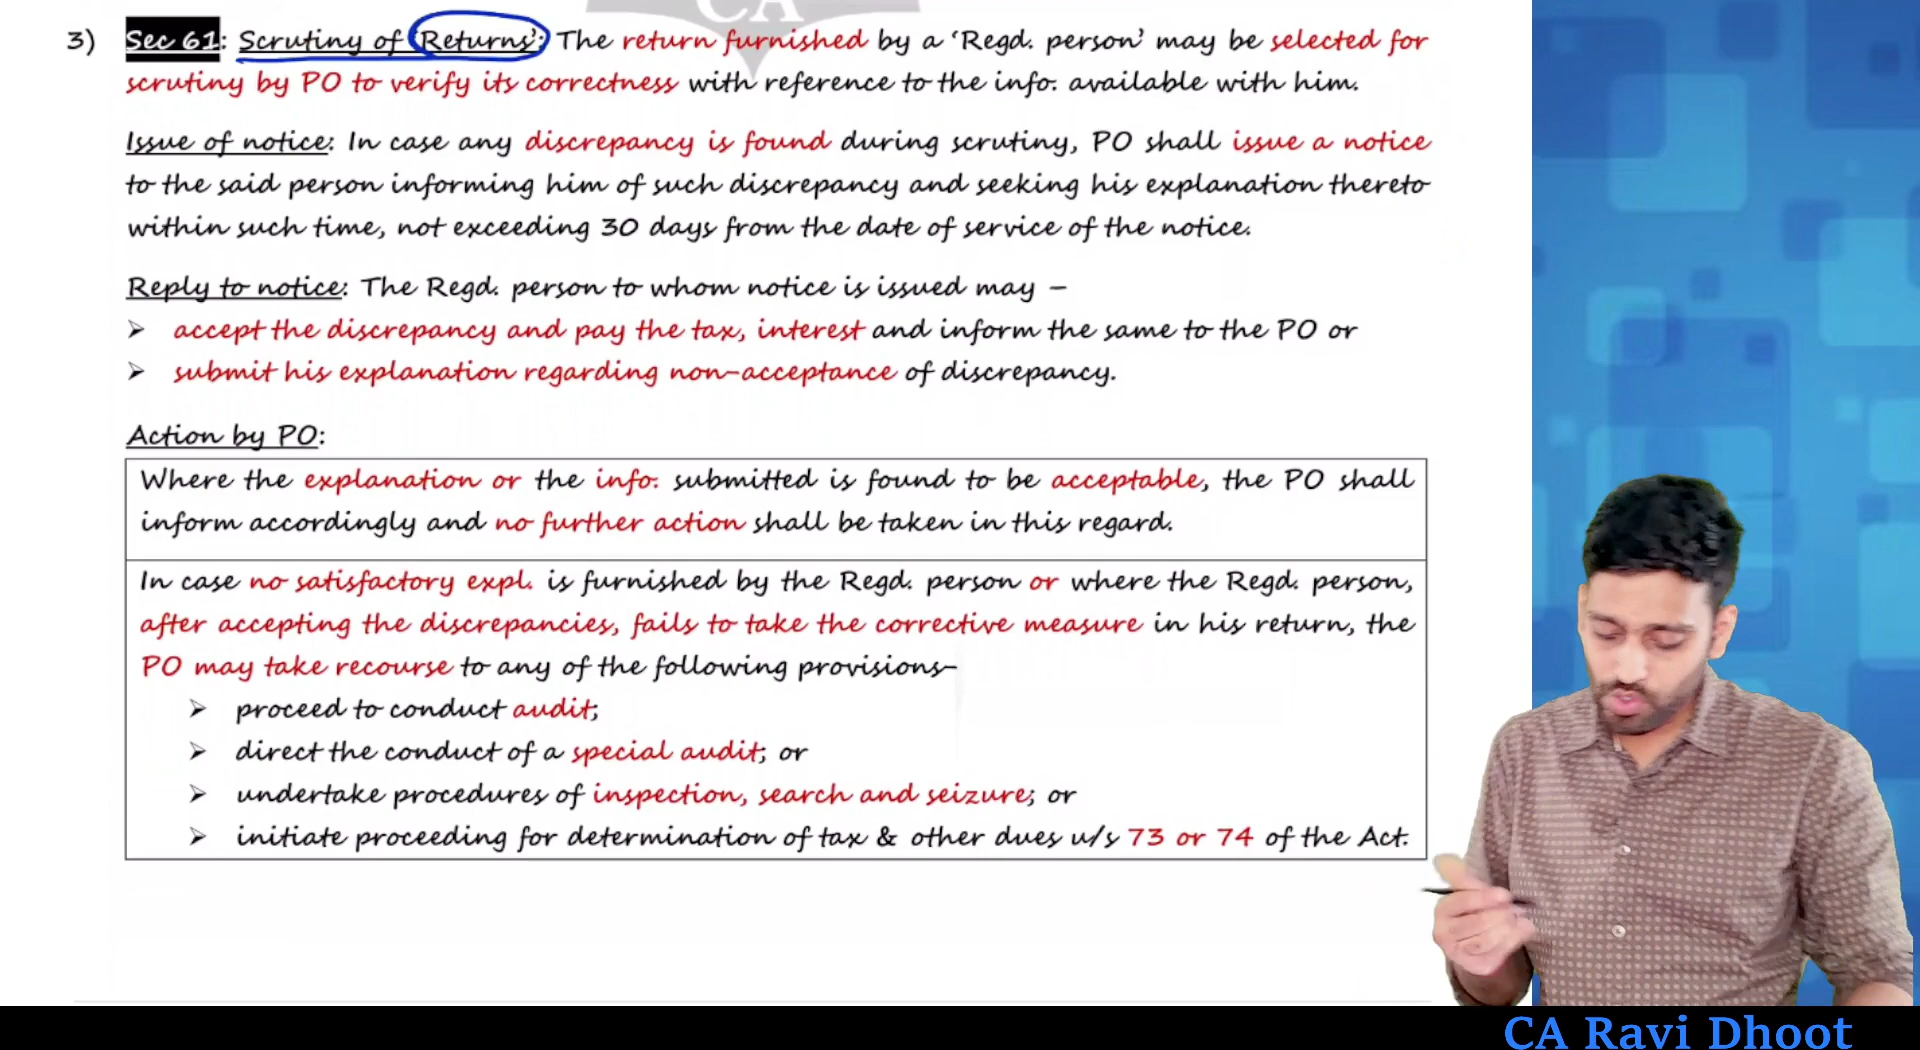 CA
3) Sec 61: Scrutiny of 'Returns': The return furnished by a ‘Regd. person’ may be selected for
scrutiny by PO to verify its correctness with reference to the info. available with him.
Issue of notice: In case any discrepancy is found during scrutiny, PO shall issue a notice
to the said person informing him of such discrepancy and seeking his explanation thereto
within such time, not exceeding 30 days from the date of service of the notice.
Reply to notice: The Regd. person to whom notice is issued may –
➢ accept the discrepancy and pay the tax, interest and inform the same to the PO or
➢ submit his explanation regarding non-acceptance of discrepancy.
Action by PO:
Where the explanation or the info. submitted is found to be acceptable, the PO shall
inform accordingly and no further action shall be taken in this regard.
In case no satisfactory expl. is furnished by the Regd. person or where the Regd. person,
after accepting the discrepancies, fails to take the corrective measure in his return, the
PO may take recourse to any of the following provisions–
➢ proceed to conduct audit;
➢ direct the conduct of a special audit; or
➢ undertake procedures of inspection, search and seizure; or
➢ initiate proceeding for determination of tax & other dues u/s 73 or 74 of the Act.
CA Ravi Dhoot